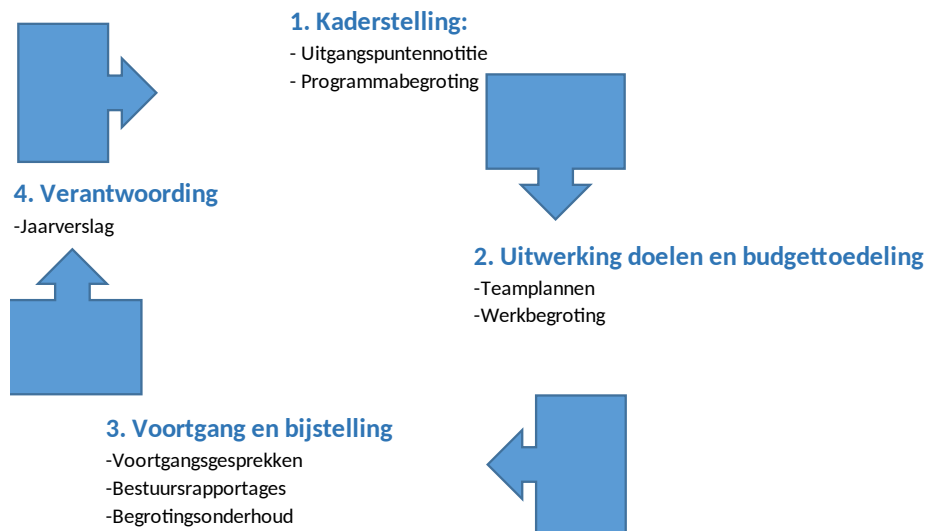 1. Kaderstelling:
- Uitgangspuntennotitie
- Programmabegroting
2. Uitwerking doelen en budgettoedeling
-Teamplannen
-Werkbegroting
3. Voortgang en bijstelling
-Voortgangsgesprekken
-Bestuursrapportages
-Begrotingsonderhoud
4. Verantwoording
-Jaarverslag